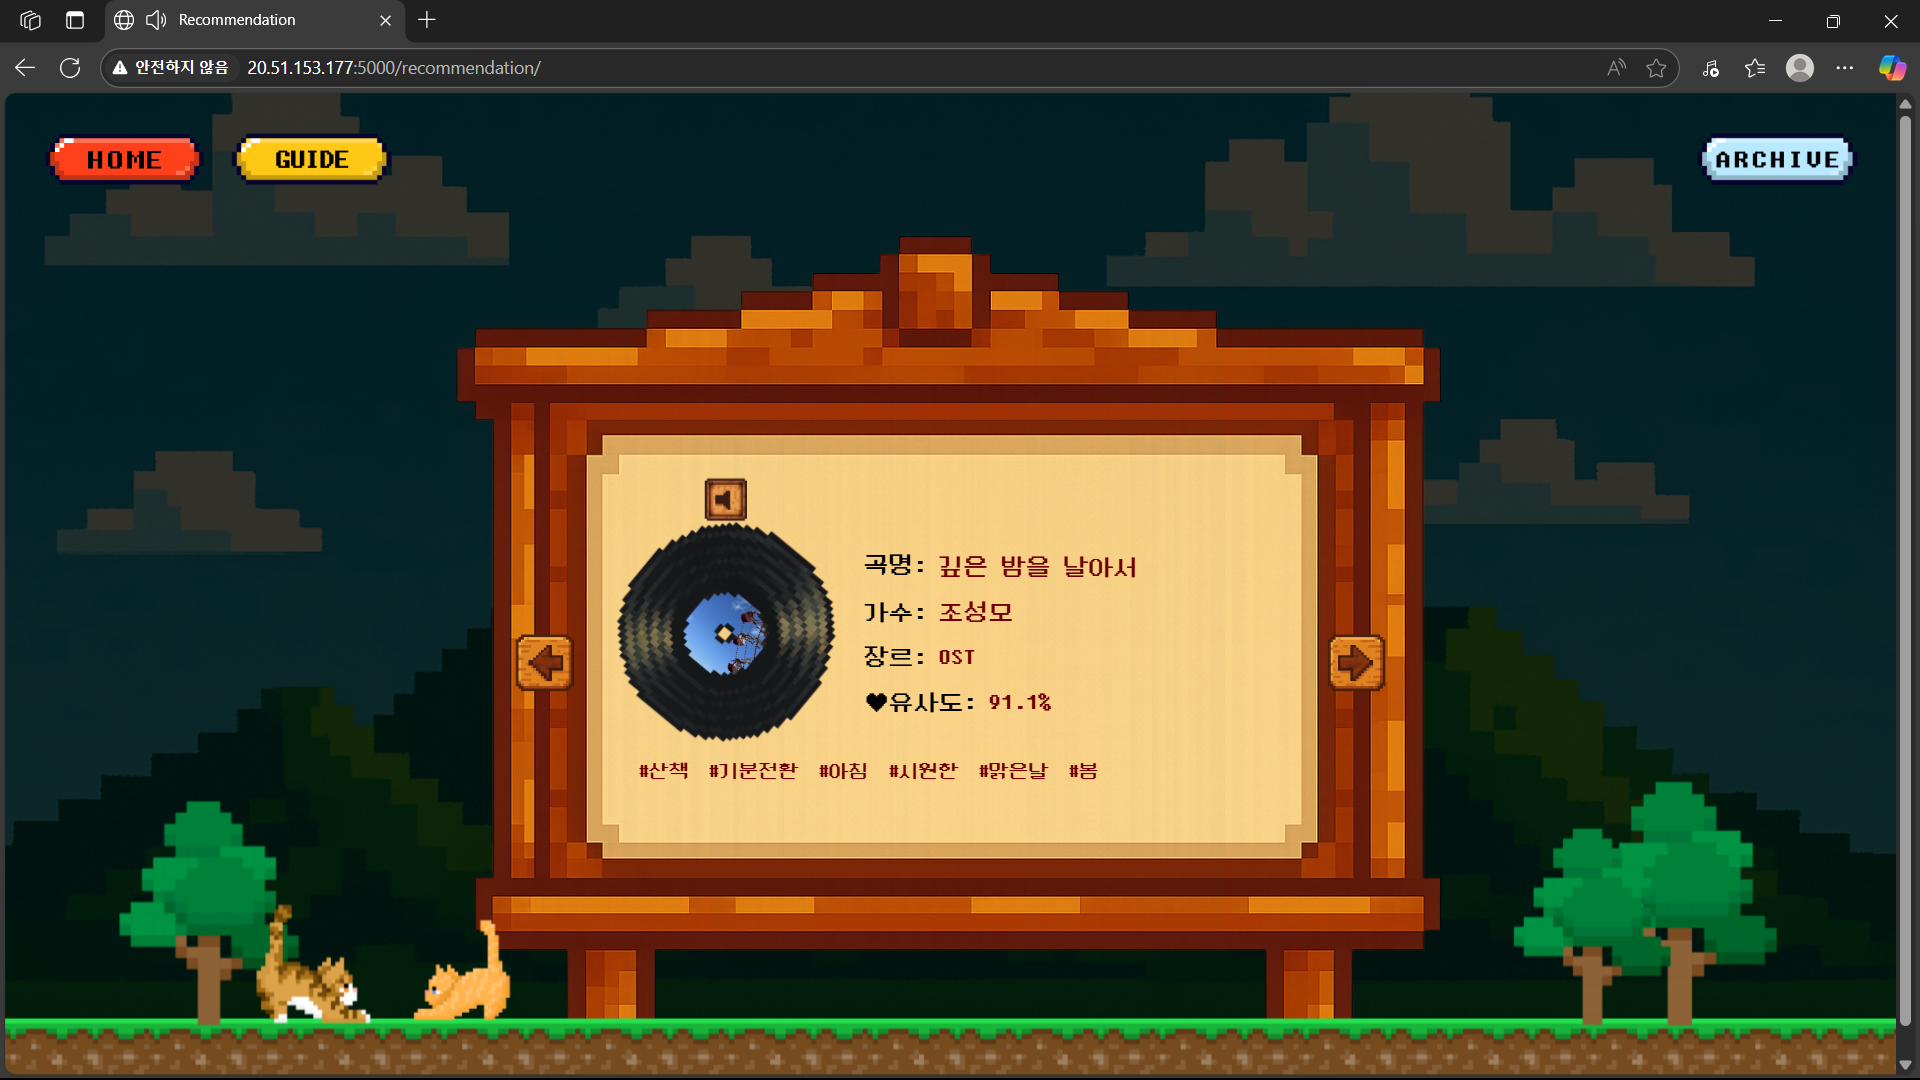 Recommendation
안전하지 않음 20.51.153.177:5000/recommendation/
HOME GUIDE ARCHIVE
곡명: 깊은 밤을 날아서
가수: 조성모
장르: OST
♥유사도: 91.1%
#산책 #기분전환 #아침 #시원한 #맑은날 #봄